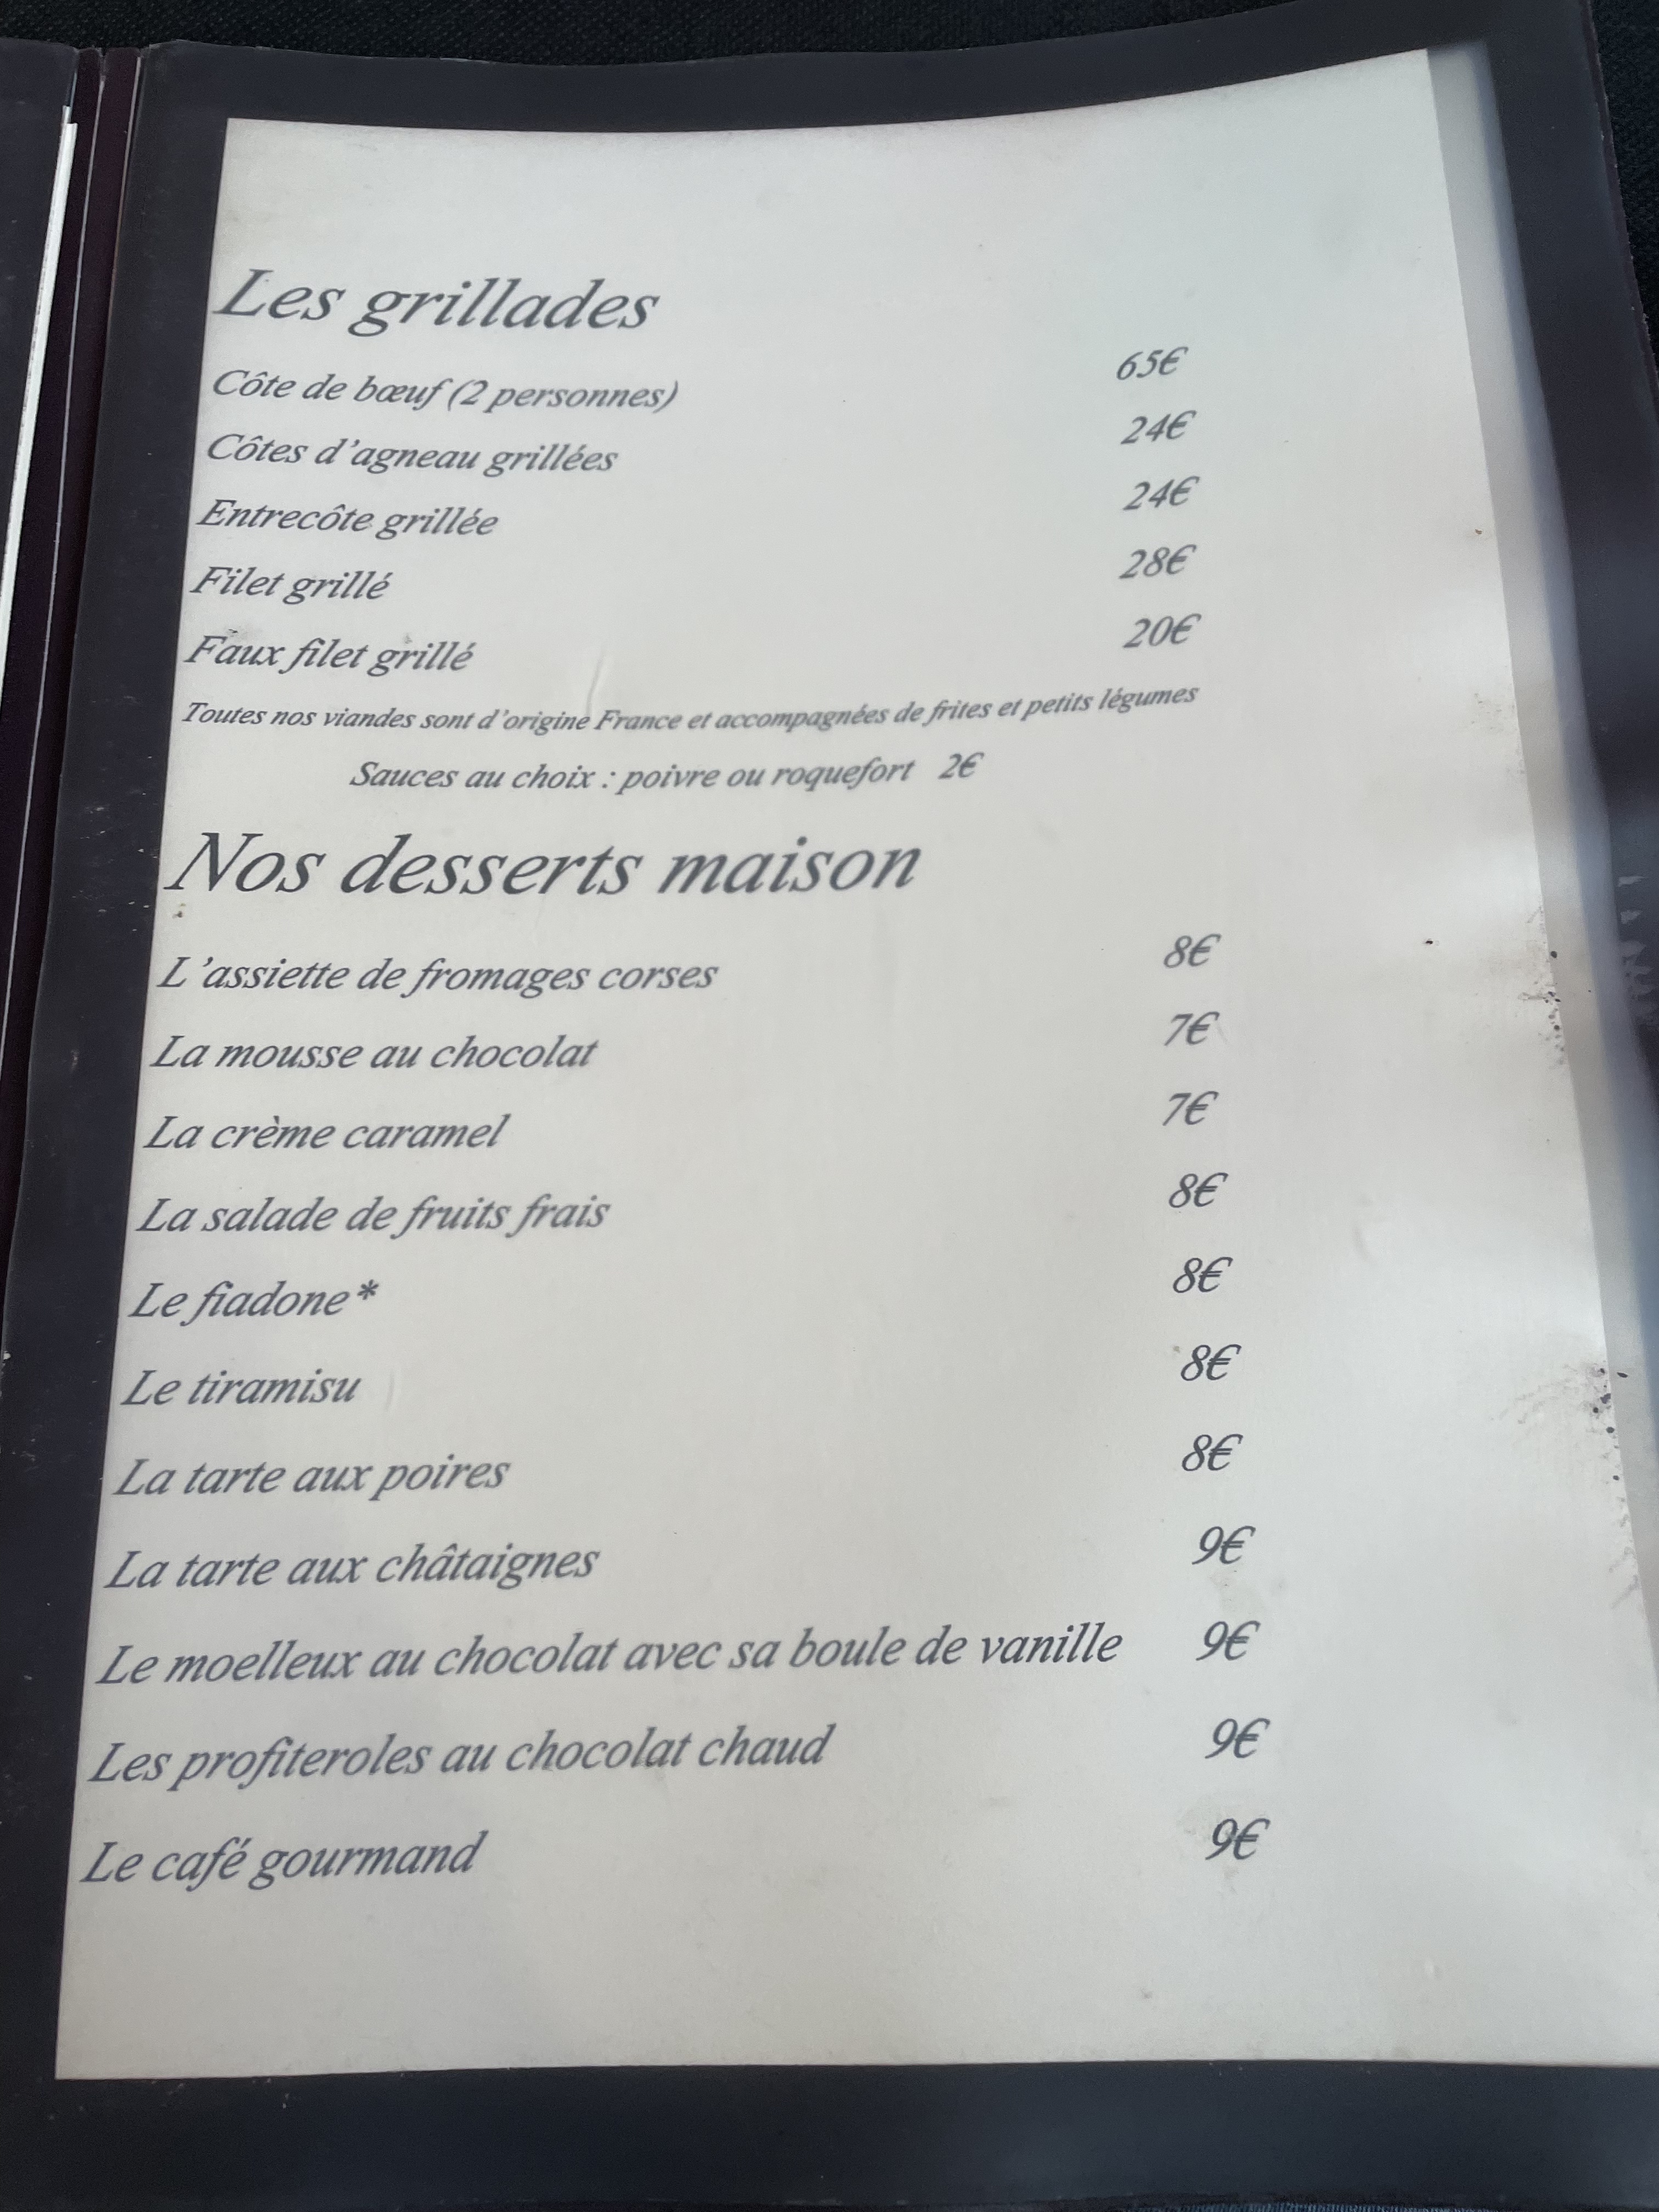 Les grillades
Côte de bœuf (2 personnes) 65€
Côtes d'agneau grillées 24€
Entrecôte grillée 24€
Filet grillé 28€
Faux filet grillé 20€
Toutes nos viandes sont d'origine France et accompagnées de frites et petits légumes
Sauces au choix : poivre ou roquefort 2€
Nos desserts maison
L'assiette de fromages corses 8€
La mousse au chocolat 7€
La crème caramel 7€
La salade de fruits frais 8€
Le fiadone* 8€
Le tiramisu 8€
La tarte aux poires 8€
La tarte aux châtaignes 9€
Le moelleux au chocolat avec sa boule de vanille 9€
Les profiteroles au chocolat chaud 9€
Le café gourmand 9€